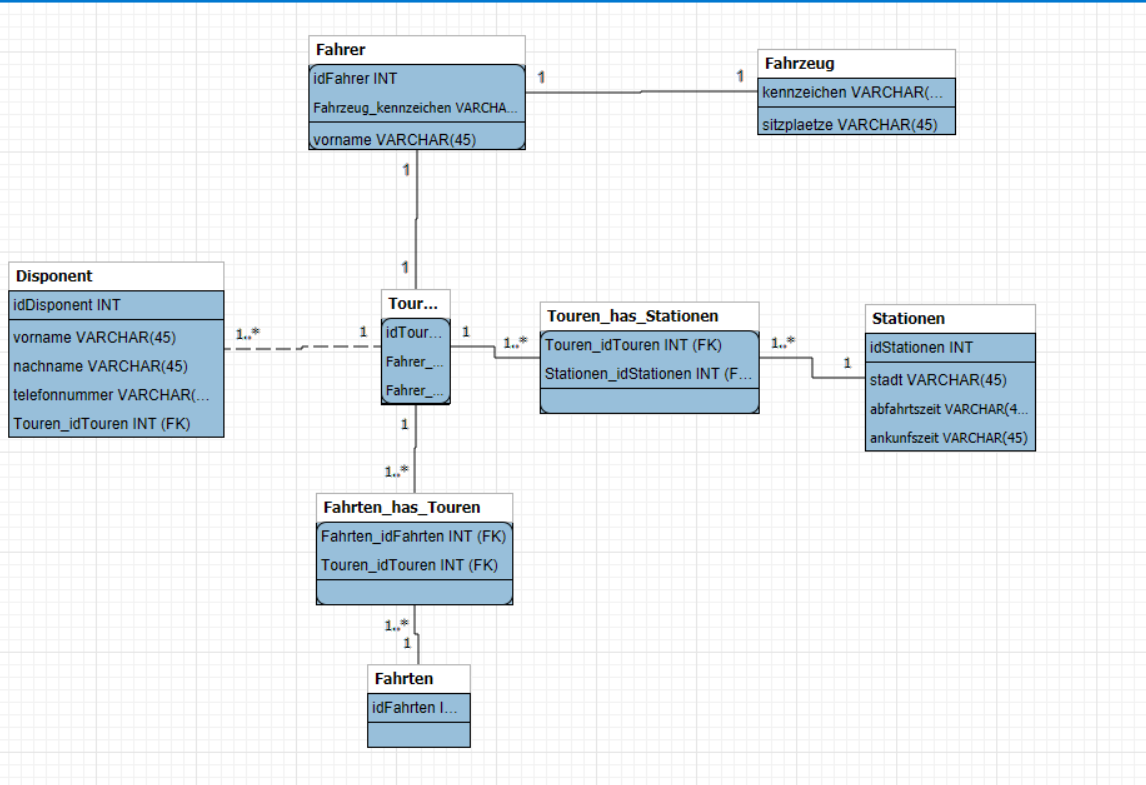 Fahrer
idFahrer INT
Fahrzeug_kennzeichen VARCHA...
vorname VARCHAR(45)
1
1
Fahrzeug
kennzeichen VARCHAR(...
sitzplaetze VARCHAR(45)
1
1
Disponent
idDisponent INT
vorname VARCHAR(45)
nachname VARCHAR(45)
telefonnummer VARCHAR(...
Touren_idTouren INT (FK)
1..*
1
Tour...
idTour...
Fahrer_...
Fahrer_...
1
1..*
Touren_has_Stationen
Touren_idTouren INT (FK)
Stationen_idStationen INT (F...
1..*
1
Stationen
idStationen INT
stadt VARCHAR(45)
abfahrtszeit VARCHAR(4...
ankunfszeit VARCHAR(45)
1
1..*
Fahrten_has_Touren
Fahrten_idFahrten INT (FK)
Touren_idTouren INT (FK)
1..*
1
Fahrten
idFahrten I...